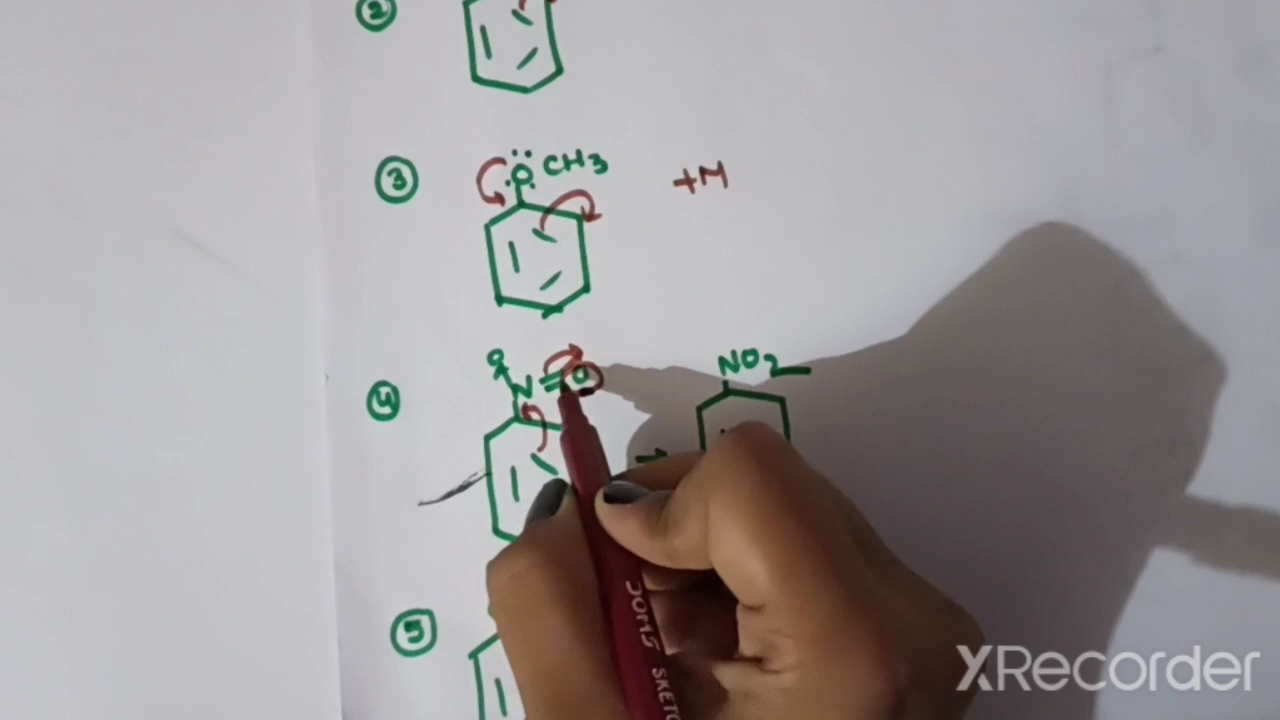 2
3 :Ö: CH3 +M
4 O N = O NO2
5
DOMS SKETC
XRecorder